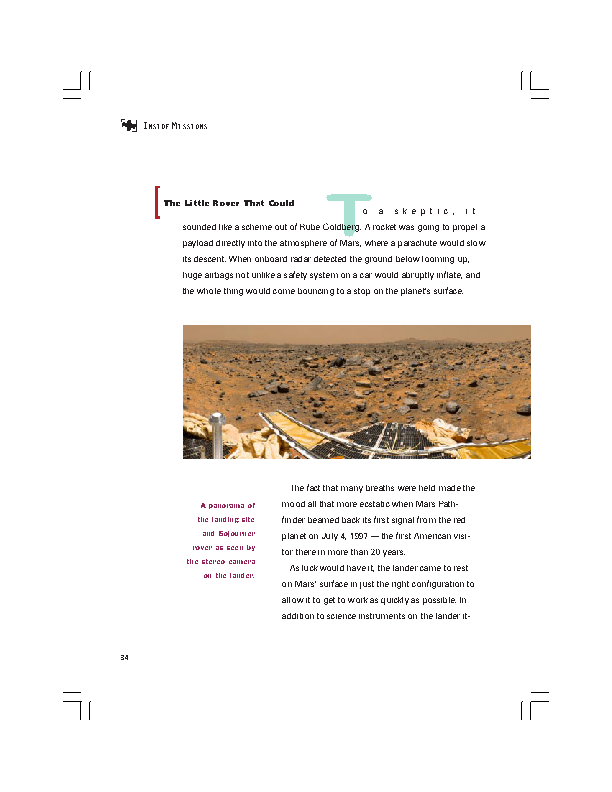 INSIDE MISSIONS
The Little Rover That Could
To a skeptic, it
sounded like a scheme out of Rube Goldberg. A rocket was going to propel a
payload directly into the atmosphere of Mars, where a parachute would slow
its descent. When onboard radar detected the ground below looming up,
huge airbags not unlike a safety system on a car would abruptly inflate, and
the whole thing would come bouncing to a stop on the planet's surface.
The fact that many breaths were held made the
mood all that more ecstatic when Mars Path-
finder beamed back its first signal from the red
planet on July 4, 1997 — the first American visi-
tor there in more than 20 years.
As luck would have it, the lander came to rest
on Mars' surface in just the right configuration to
allow it to get to work as quickly as possible. In
addition to science instruments on the lander it-
A panorama of
the landing site
and Sojourner
rover as seen by
the stereo camera
on the lander.
34